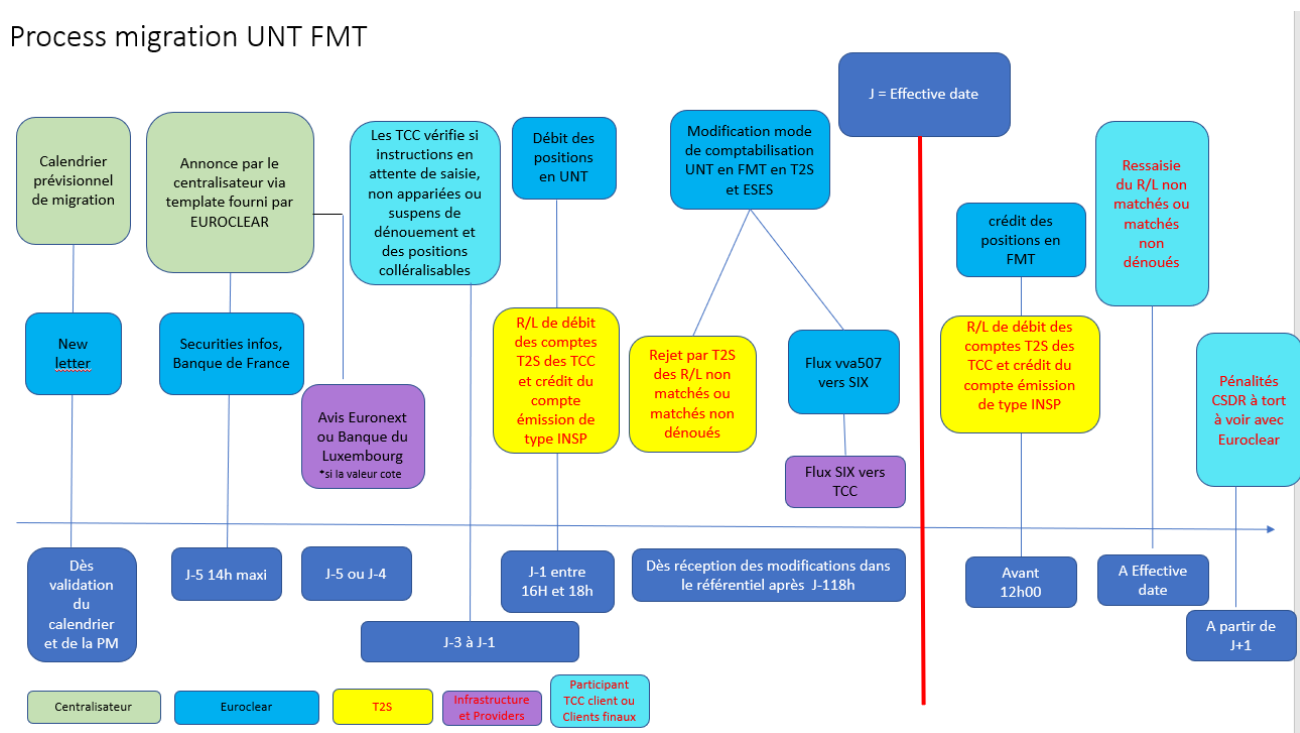 Process migration UNT FMT
J = Effective date
Calendrier
prévisionnel
de migration
Annonce par le
centralisateur via
template fourni par
EUROCLEAR
Les TCC vérifie si
instructions en
attente de saisie,
non appariées ou
suspens de
dénouement et
des positions
colléralisables
Débit des
positions
en UNT
Modification mode
de comptabilisation
UNT en FMT en T2S
et ESES
crédit des
positions en
FMT
Ressaisie
du R/L non
matchés ou
matchés
non
dénoués
New
letter
Securities infos,
Banque de France
Avis Euronext
ou Banque du
Luxembourg
*si la valeur cote
R/L de débit
des comptes
T2S des TCC
et crédit du
compte
émission de
type INSP
Rejet par T2S
des R/L non
matchés ou
matchés non
dénoués
Flux vva507
vers SIX
Flux SIX vers
TCC
R/L de débit des
comptes T2S des
TCC et crédit du
compte émission
de type INSP
Pénalités
CSDR à tort
à voir avec
Euroclear
Dès
validation
du
calendrier
et de la PM
J-5 14h maxi
J-5 ou J-4
J-3 à J-1
J-1 entre
16H et 18h
Dès réception des modifications dans
le référentiel après  J-118h
Avant
12h00
A Effective
date
A partir de
J+1
Centralisateur
Euroclear
T2S
Infrastructure
et Providers
Participant
TCC client ou
Clients finaux